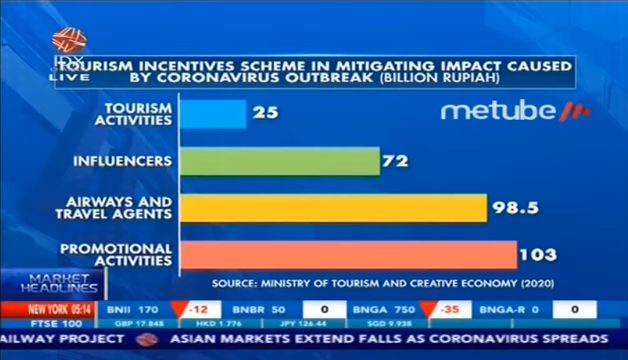 IDX
LIVE
TOURISM INCENTIVES SCHEME IN MITIGATING IMPACT CAUSED
BY CORONAVIRUS OUTBREAK (BILLION RUPIAH)
metube
TOURISM
ACTIVITIES
25
INFLUENCERS
72
AIRWAYS AND
TRAVEL AGENTS
98.5
PROMOTIONAL
ACTIVITIES
103
SOURCE: MINISTRY OF TOURISM AND CREATIVE ECONOMY (2020)
MARKET
HEADLINES
NEW YORK 05:14 BNII 170 -12 BNBR 50 0 BNGA 750 -35 BNGA-R 0 0
FTSE 100 GBP 17.848 HKD 1.776 JPY 126.44 SGD 9.938
AILWAY PROJECT ASIAN MARKETS EXTEND FALLS AS CORONAVIRUS SPREADS